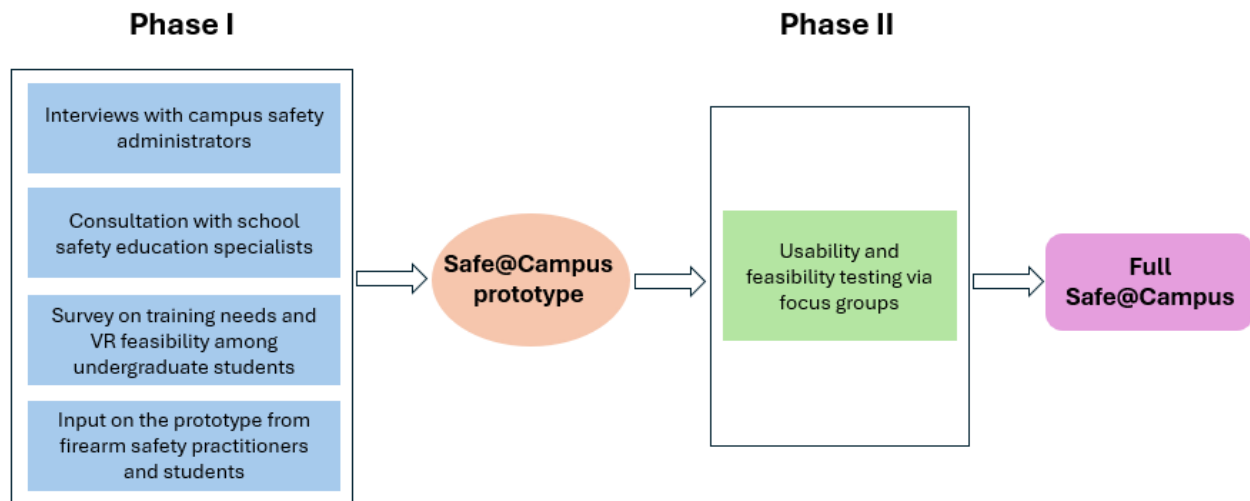 Phase I
Phase II
Interviews with campus safety
administrators
Consultation with school
safety education specialists
Survey on training needs and
VR feasibility among
undergraduate students
Input on the prototype from
firearm safety practitioners
and students
Safe@Campus
prototype
Usability and
feasibility testing via
focus groups
Full
Safe@Campus